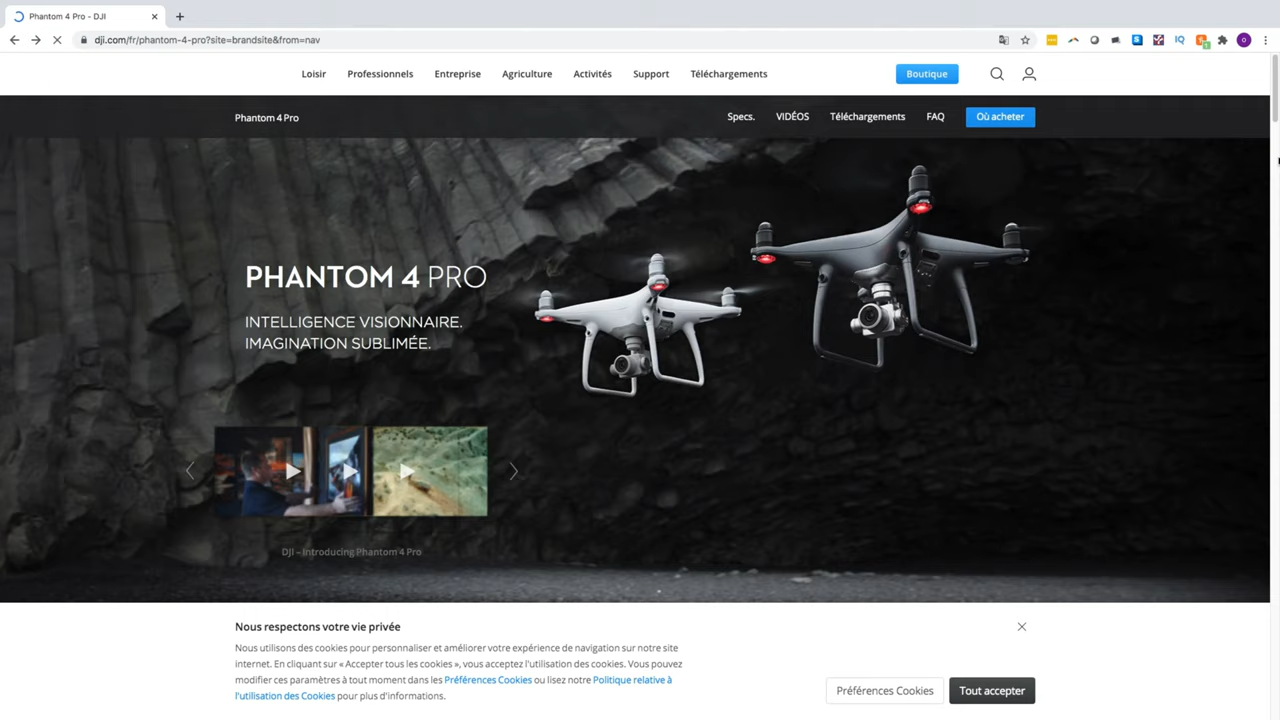 Phantom 4 Pro - DJI
dji.com/fr/phantom-4-pro?site=brandsite&from=nav
Loisir Professionnels Entreprise Agriculture Activités Support Téléchargements Boutique
Phantom 4 Pro Specs. VIDÉOS Téléchargements FAQ Où acheter
PHANTOM 4 PRO
INTELLIGENCE VISIONNAIRE.
IMAGINATION SUBLIMÉE.
DJI – Introducing Phantom 4 Pro
Nous respectons votre vie privée
Nous utilisons des cookies pour personnaliser et améliorer votre expérience de navigation sur notre site
internet. En cliquant sur « Accepter tous les cookies », vous acceptez l'utilisation des cookies. Vous pouvez
modifier ces paramètres à tout moment dans les Préférences Cookies ou lisez notre Politique relative à
l'utilisation des Cookies pour plus d'informations.
Préférences Cookies Tout accepter